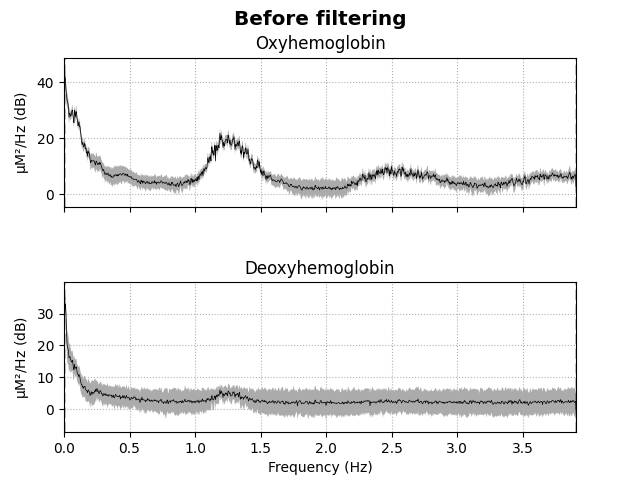 Before filtering
Oxyhemoglobin
µM²/Hz (dB)
40
20
0
Deoxyhemoglobin
µM²/Hz (dB)
30
20
10
0
0.0 0.5 1.0 1.5 2.0 2.5 3.0 3.5
Frequency (Hz)